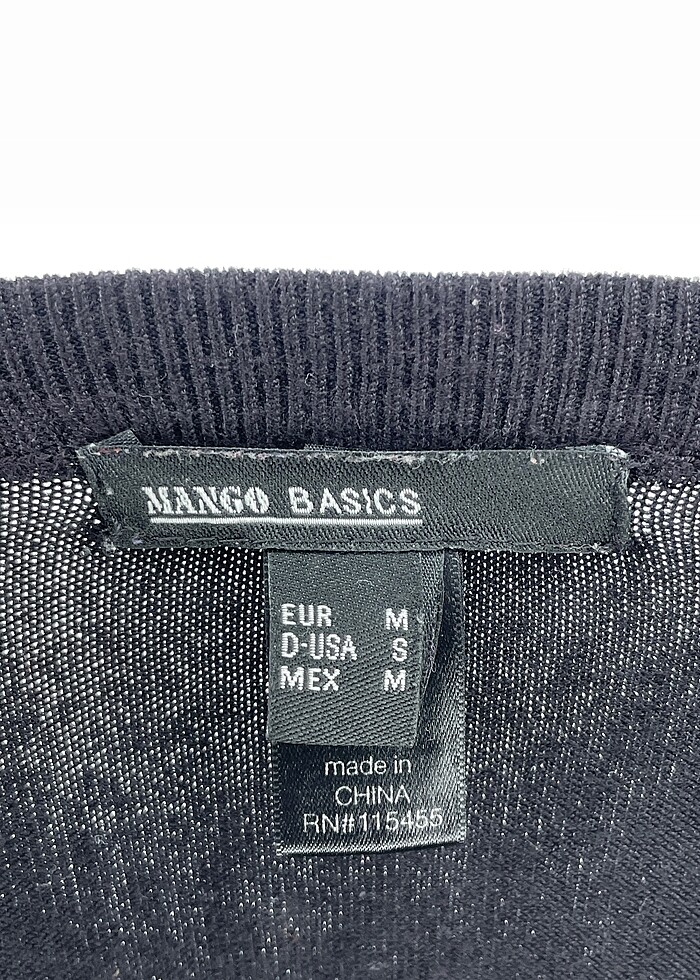 MANGO BASICS
EUR M
D-USA S
MEX M
made in
CHINA
RN#115455